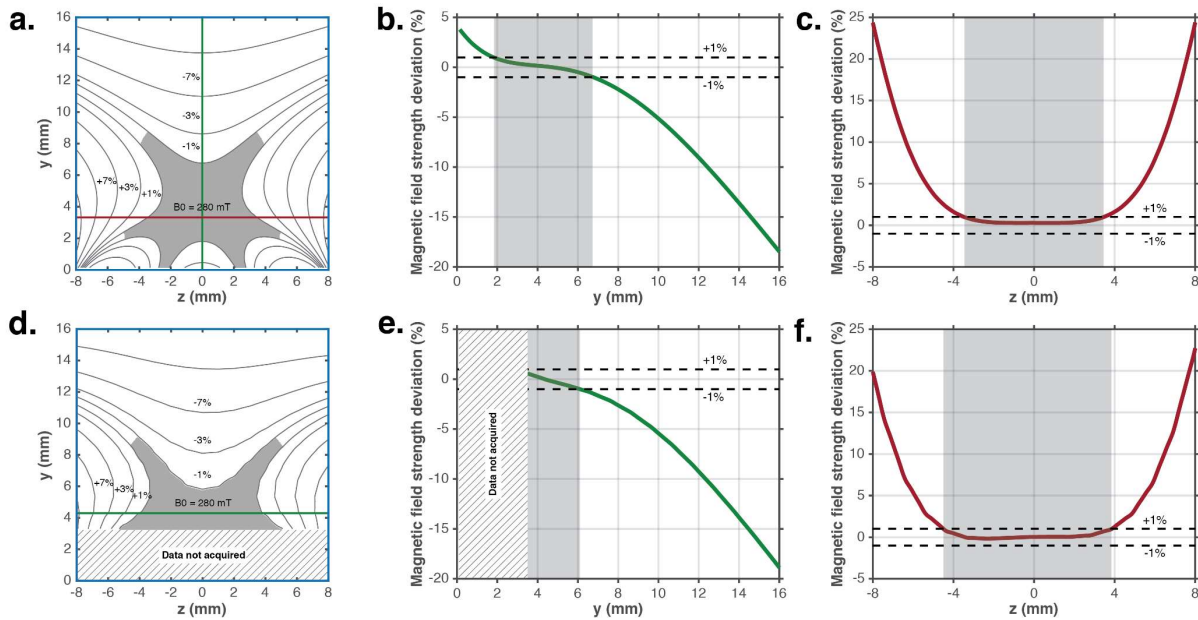 a.
16
14
12
10
8
6
4
2
0
y (mm)
-7%
-3%
-1%
+7%
+3%
+1%
B0 = 280 mT
-8 -6 -4 -2 0 2 4 6 8
z (mm)
b.
Magnetic field strength deviation (%)
5
0
-5
-10
-15
-20
+1%
-1%
0 2 4 6 8 10 12 14 16
y (mm)
c.
Magnetic field strength deviation (%)
25
20
15
10
5
0
-5
+1%
-1%
-8 -4 0 4 8
z (mm)
d.
16
14
12
10
8
6
4
2
0
y (mm)
-7%
-3%
-1%
+7%
+3%
+1%
B0 = 280 mT
Data not acquired
-8 -6 -4 -2 0 2 4 6 8
z (mm)
e.
Magnetic field strength deviation (%)
5
0
-5
-10
-15
-20
Data not acquired
+1%
-1%
0 2 4 6 8 10 12 14 16
y (mm)
f.
Magnetic field strength deviation (%)
25
20
15
10
5
0
-5
+1%
-1%
-8 -4 0 4 8
z (mm)